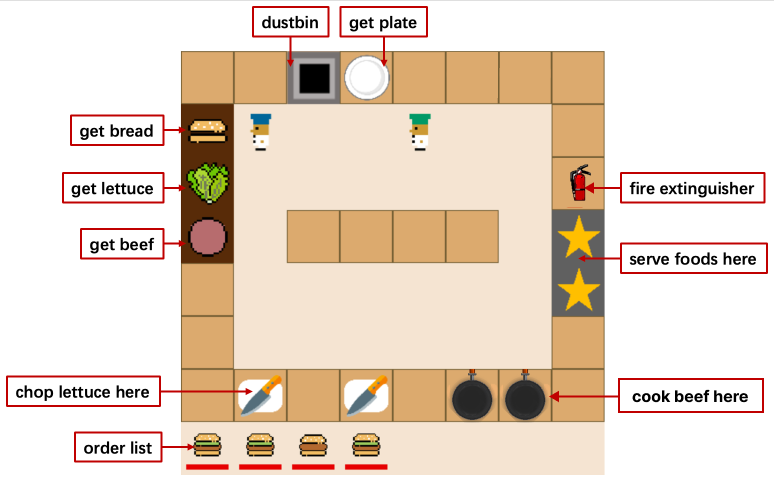 dustbin
get plate
get bread
get lettuce
fire extinguisher
get beef
serve foods here
chop lettuce here
cook beef here
order list